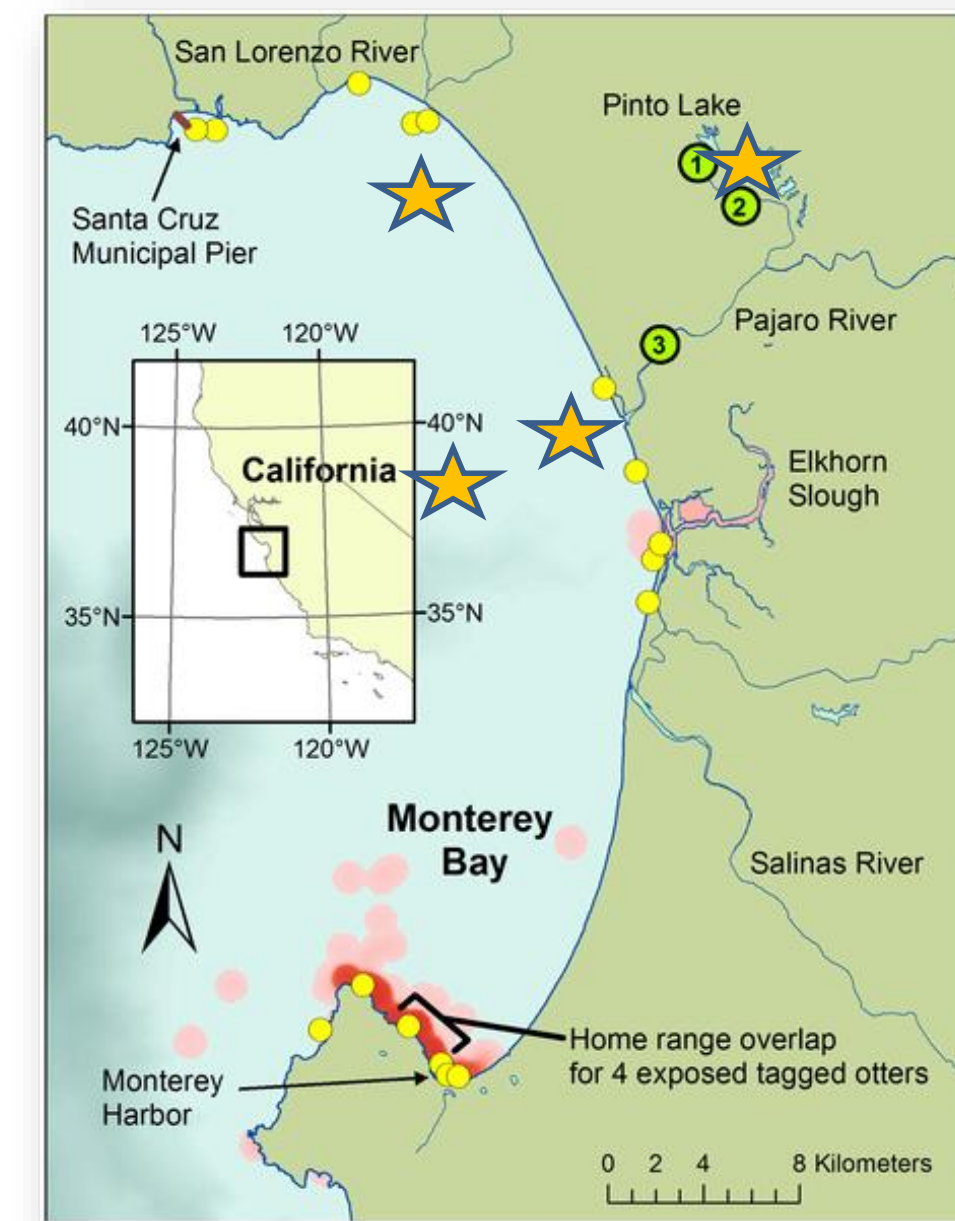 San Lorenzo River
Pinto Lake
1
2
Santa Cruz
Municipal Pier
125°W
120°W
Pajaro River
3
40°N
40°N
California
Elkhorn
Slough
35°N
35°N
125°W
120°W
Monterey
Bay
N
Salinas River
Home range overlap
for 4 exposed tagged otters
Monterey
Harbor
0 2 4 8 Kilometers